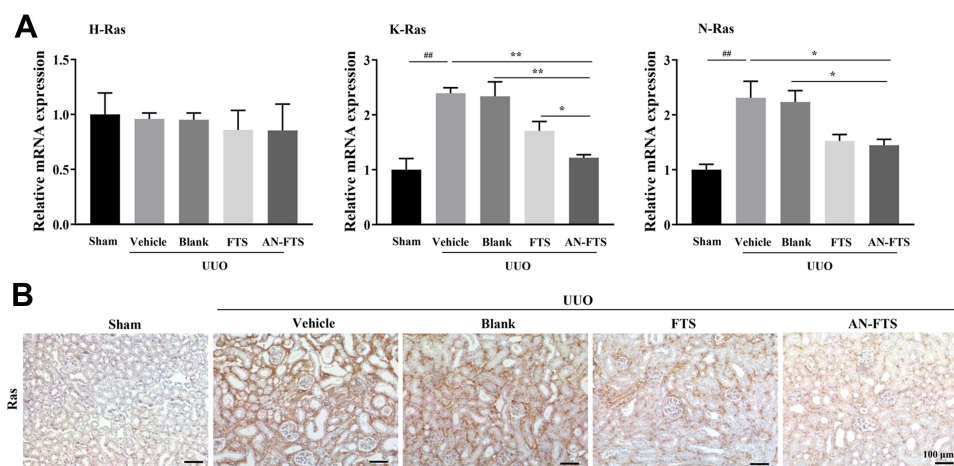 A
H-Ras
Relative mRNA expression
1.5
1.0
0.5
0.0
Sham Vehicle Blank FTS AN-FTS
UUO
K-Ras
Relative mRNA expression
3
2
1
0
## **
**
*
Sham Vehicle Blank FTS AN-FTS
UUO
N-Ras
Relative mRNA expression
3
2
1
0
## *
*
Sham Vehicle Blank FTS AN-FTS
UUO
B
UUO
Sham Vehicle Blank FTS AN-FTS
Ras
100 μm